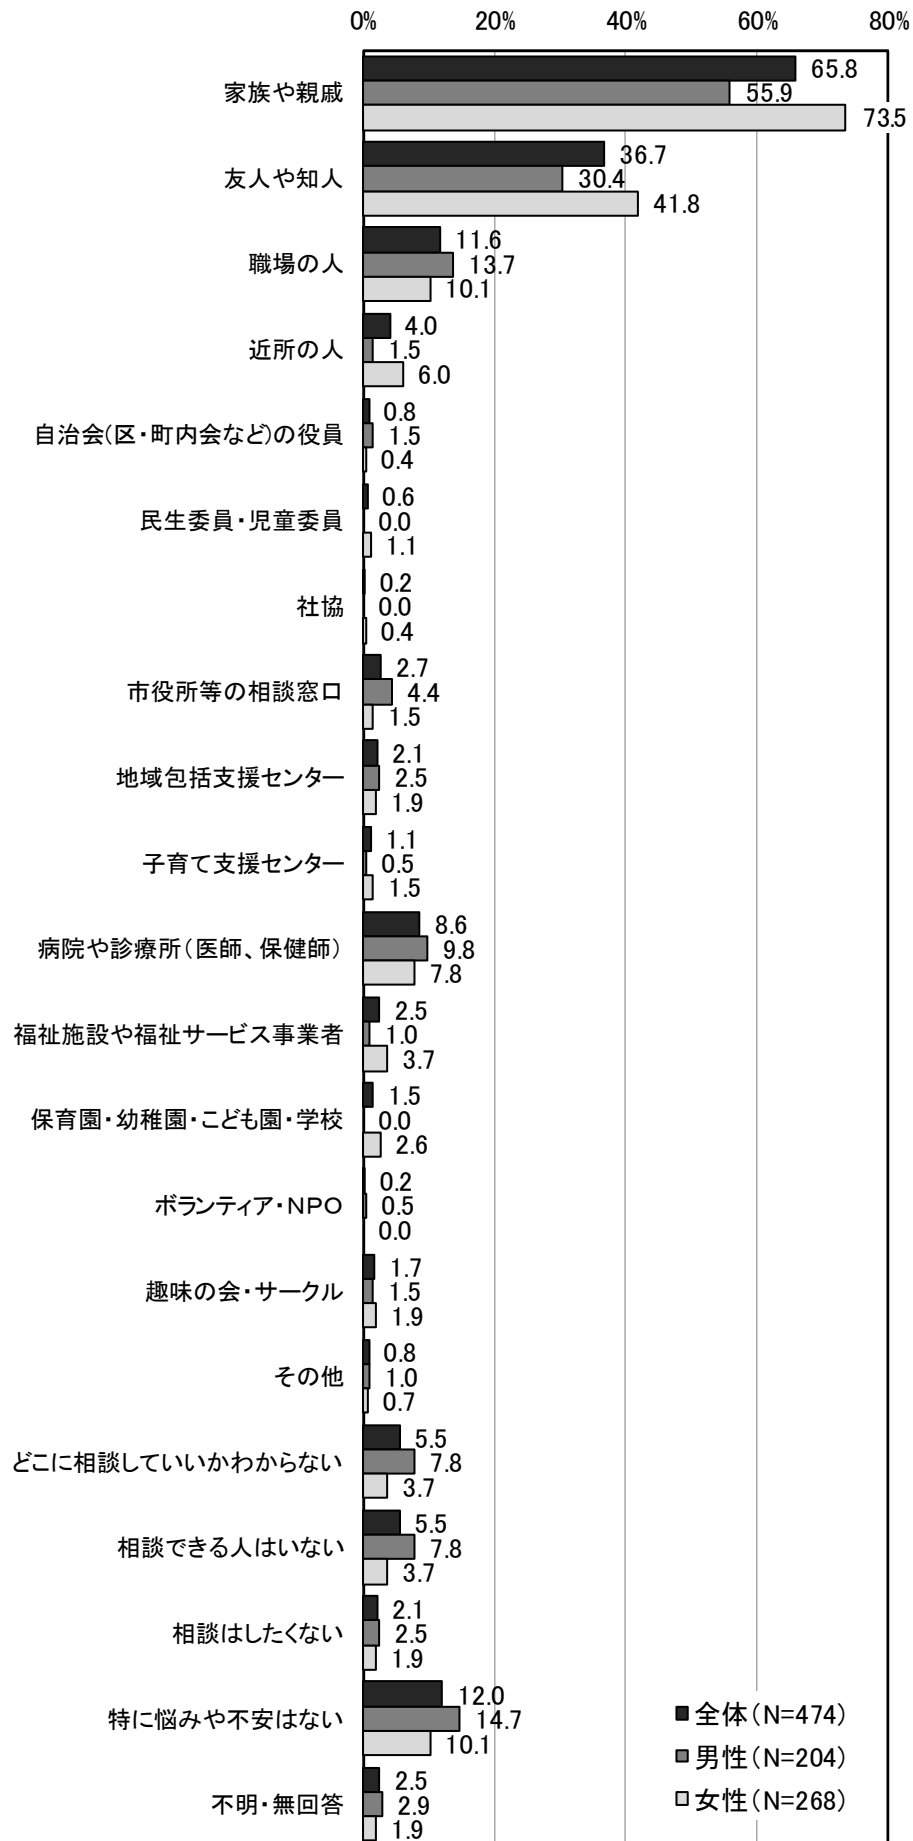 0% 20% 40% 60% 80%
家族や親戚
65.8
55.9
73.5
友人や知人
36.7
30.4
41.8
職場の人
11.6
13.7
10.1
近所の人
4.0
1.5
6.0
自治会(区・町内会など)の役員
0.8
1.5
0.4
民生委員・児童委員
0.6
0.0
1.1
社協
0.2
0.0
0.4
市役所等の相談窓口
2.7
4.4
1.5
地域包括支援センター
2.1
2.5
1.9
子育て支援センター
1.1
0.5
1.5
病院や診療所(医師、保健師)
8.6
9.8
7.8
福祉施設や福祉サービス事業者
2.5
1.0
3.7
保育園・幼稚園・こども園・学校
1.5
0.0
2.6
ボランティア・NPO
0.2
0.5
0.0
趣味の会・サークル
1.7
1.5
1.9
その他
0.8
1.0
0.7
どこに相談していいかわからない
5.5
7.8
3.7
相談できる人はいない
5.5
7.8
3.7
相談はしたくない
2.1
2.5
1.9
特に悩みや不安はない
12.0
14.7
10.1
不明・無回答
2.5
2.9
1.9
全体(N=474)
男性(N=204)
女性(N=268)